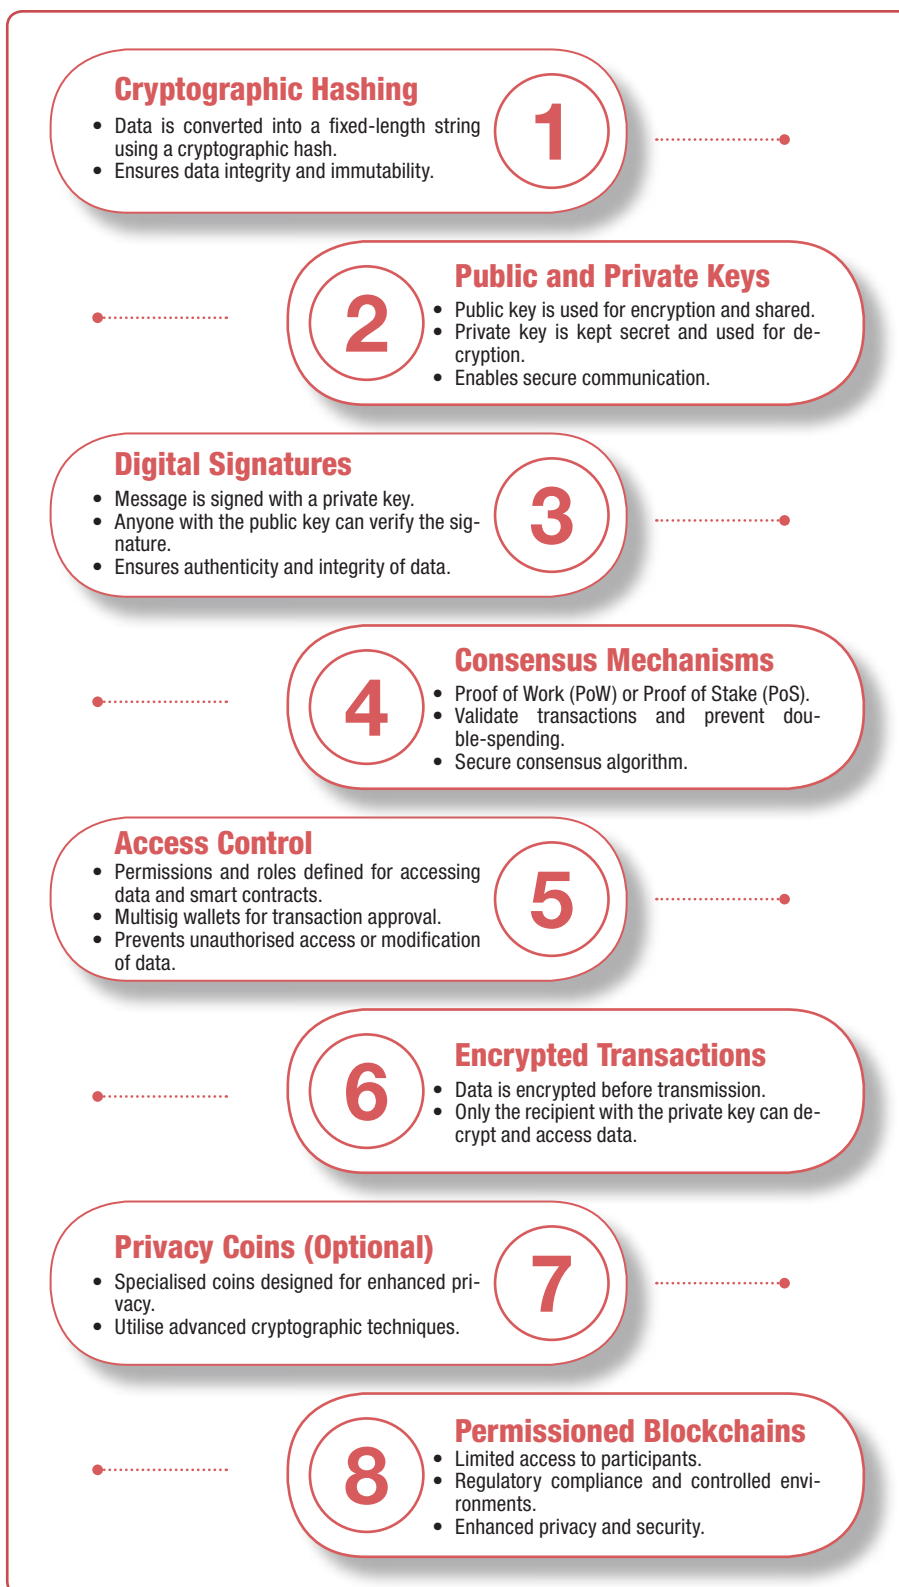 Cryptographic Hashing
• Data is converted into a fixed-length string
using a cryptographic hash.
• Ensures data integrity and immutability.
1
Public and Private Keys
• Public key is used for encryption and shared.
• Private key is kept secret and used for de-
cryption.
• Enables secure communication.
2
Digital Signatures
• Message is signed with a private key.
• Anyone with the public key can verify the sig-
nature.
• Ensures authenticity and integrity of data.
3
Consensus Mechanisms
• Proof of Work (PoW) or Proof of Stake (PoS).
• Validate transactions and prevent dou-
ble-spending.
• Secure consensus algorithm.
4
Access Control
• Permissions and roles defined for accessing
data and smart contracts.
• Multisig wallets for transaction approval.
• Prevents unauthorised access or modification
of data.
5
Encrypted Transactions
• Data is encrypted before transmission.
• Only the recipient with the private key can de-
crypt and access data.
6
Privacy Coins (Optional)
• Specialised coins designed for enhanced pri-
vacy.
• Utilise advanced cryptographic techniques.
7
Permissioned Blockchains
• Limited access to participants.
• Regulatory compliance and controlled envi-
ronments.
• Enhanced privacy and security.
8